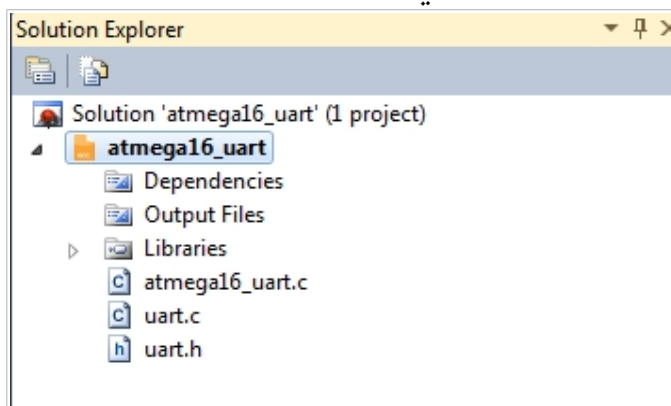 Solution Explorer
Solution 'atmega16_uart' (1 project)
atmega16_uart
Dependencies
Output Files
Libraries
atmega16_uart.c
uart.c
uart.h